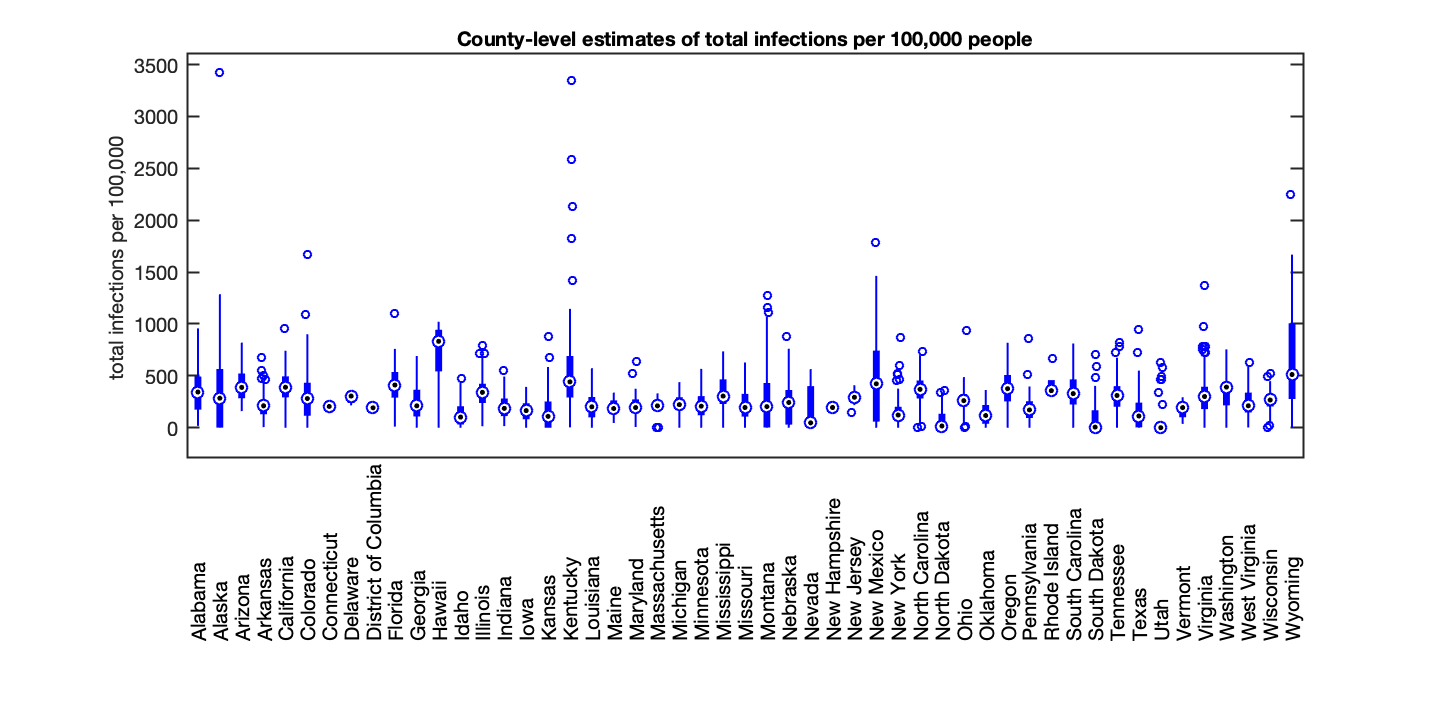 County-level estimates of total infections per 100,000 people
total infections per 100,000
3500
3000
2500
2000
1500
1000
500
0
Alabama
Alaska
Arizona
Arkansas
California
Colorado
Connecticut
Delaware
District of Columbia
Florida
Georgia
Hawaii
Idaho
Illinois
Indiana
Iowa
Kansas
Kentucky
Louisiana
Maine
Maryland
Massachusetts
Michigan
Minnesota
Mississippi
Missouri
Montana
Nebraska
Nevada
New Hampshire
New Jersey
New Mexico
New York
North Carolina
North Dakota
Ohio
Oklahoma
Oregon
Pennsylvania
Rhode Island
South Carolina
South Dakota
Tennessee
Texas
Utah
Vermont
Virginia
Washington
West Virginia
Wisconsin
Wyoming